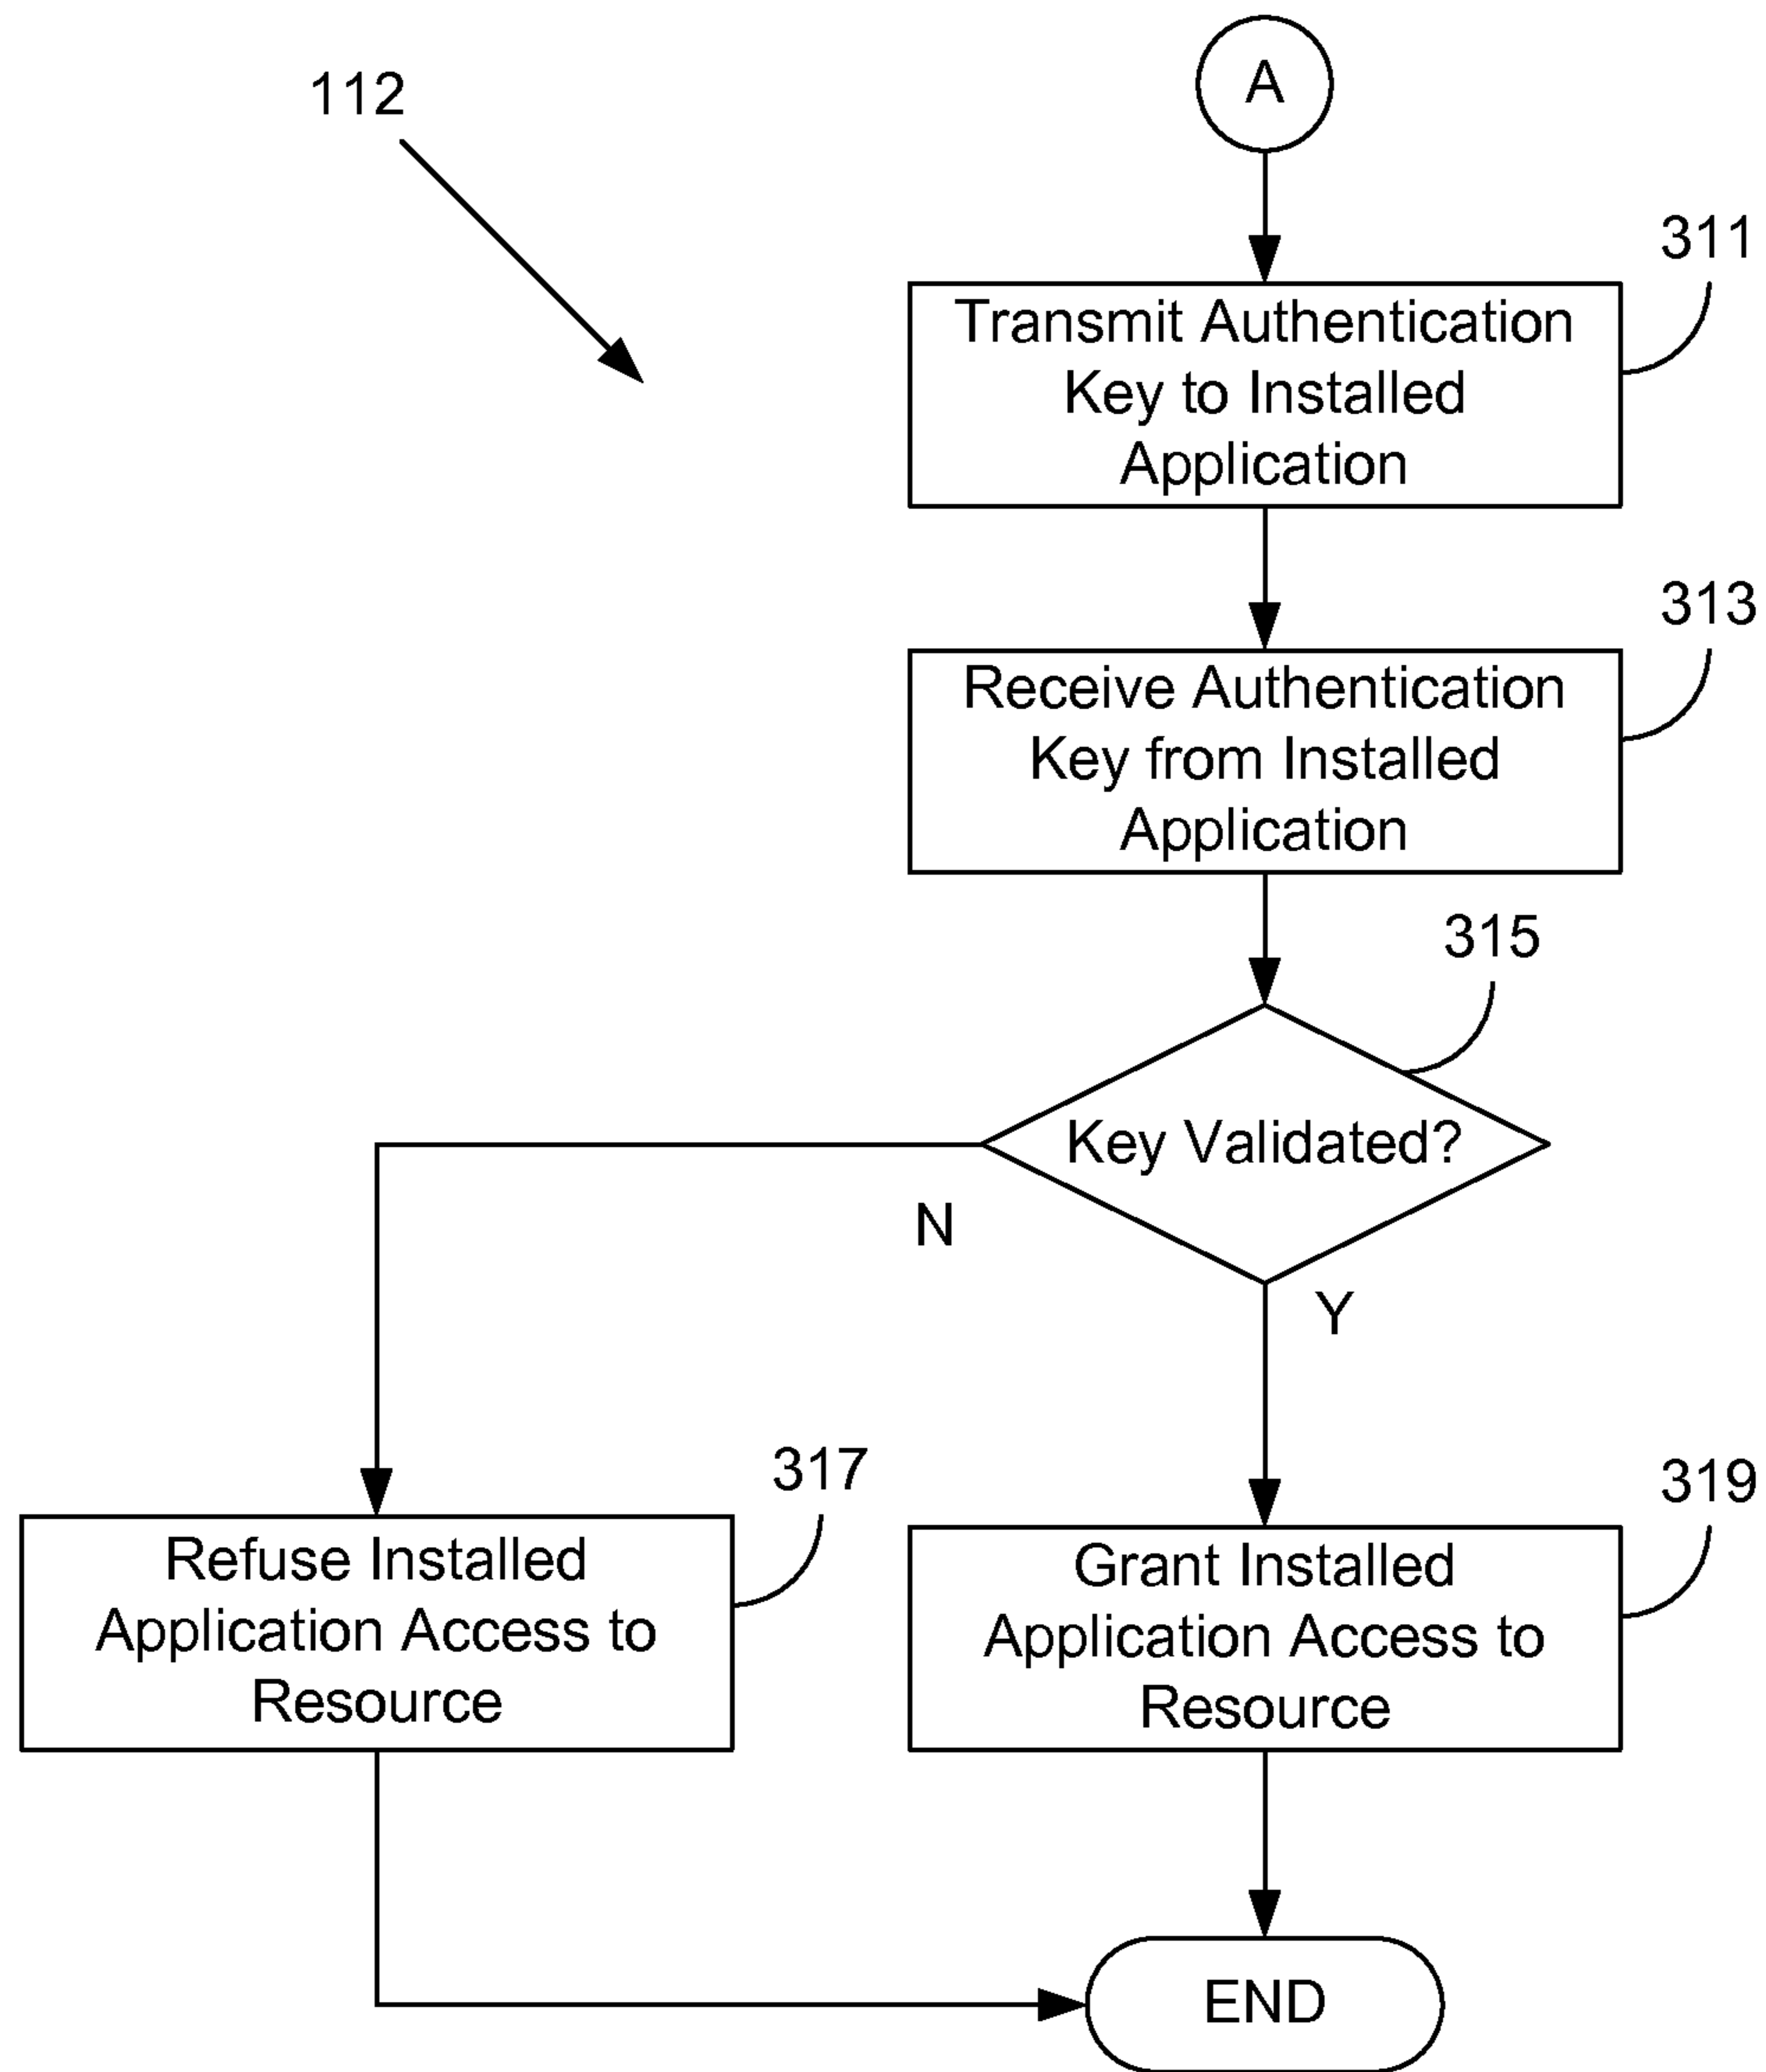 112
A
311
Transmit Authentication
Key to Installed
Application
313
Receive Authentication
Key from Installed
Application
315
Key Validated?
N
Y
317
Refuse Installed
Application Access to
Resource
319
Grant Installed
Application Access to
Resource
END